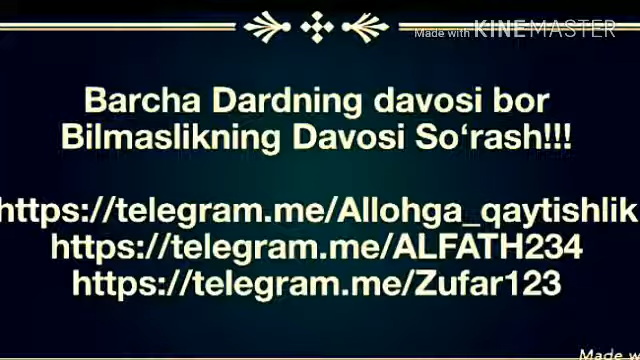 Made with KINEMASTER
Barcha Dardning davosi bor
Bilmaslikning Davosi So‘rash!!!
https://telegram.me/Allohga_qaytishlik
https://telegram.me/ALFATH234
https://telegram.me/Zufar123
Made w